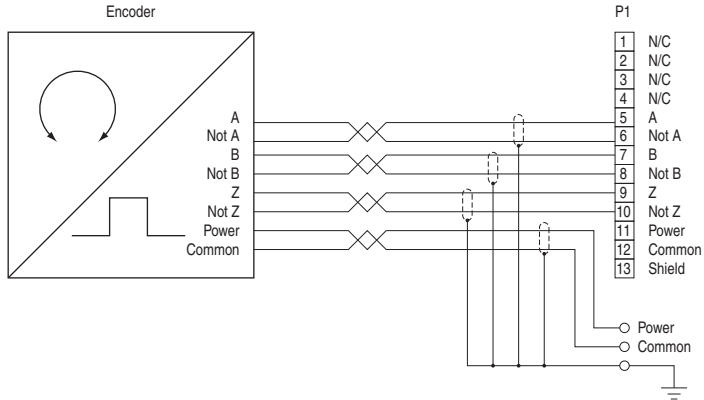 Encoder
P1
1 N/C
2 N/C
3 N/C
4 N/C
A
5 A
Not A
6 Not A
B
7 B
Not B
8 Not B
Z
9 Z
Not Z
10 Not Z
Power
11 Power
Common
12 Common
13 Shield
Power
Common